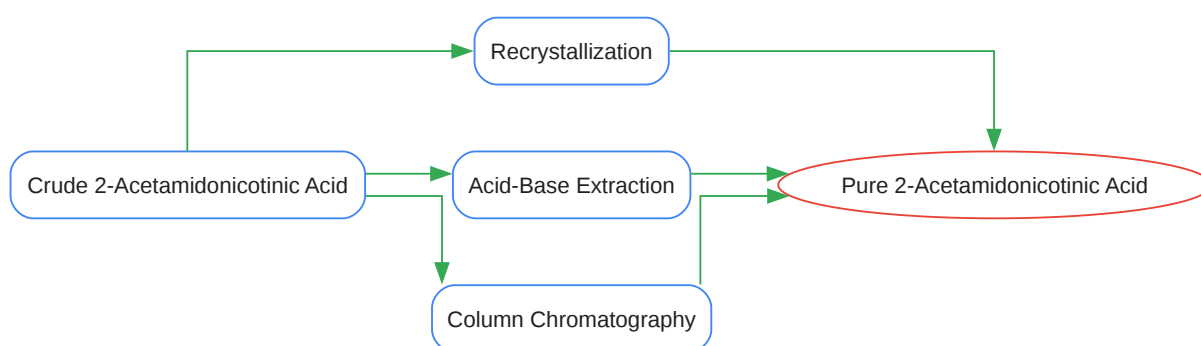 Recrystallization
Crude 2-Acetamidonicotinic Acid
Acid-Base Extraction
Pure 2-Acetamidonicotinic Acid
Column Chromatography